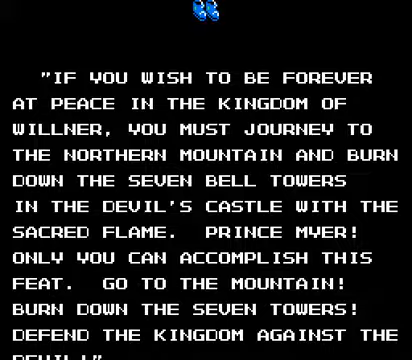 "IF YOU WISH TO BE FOREVER
AT PEACE IN THE KINGDOM OF
WILLNER, YOU MUST JOURNEY TO
THE NORTHERN MOUNTAIN AND BURN
DOWN THE SEVEN BELL TOWERS
IN THE DEVIL'S CASTLE WITH THE
SACRED FLAME. PRINCE MYER!
ONLY YOU CAN ACCOMPLISH THIS
FEAT. GO TO THE MOUNTAIN!
BURN DOWN THE SEVEN TOWERS!
DEFEND THE KINGDOM AGAINST THE
DEVIL!"